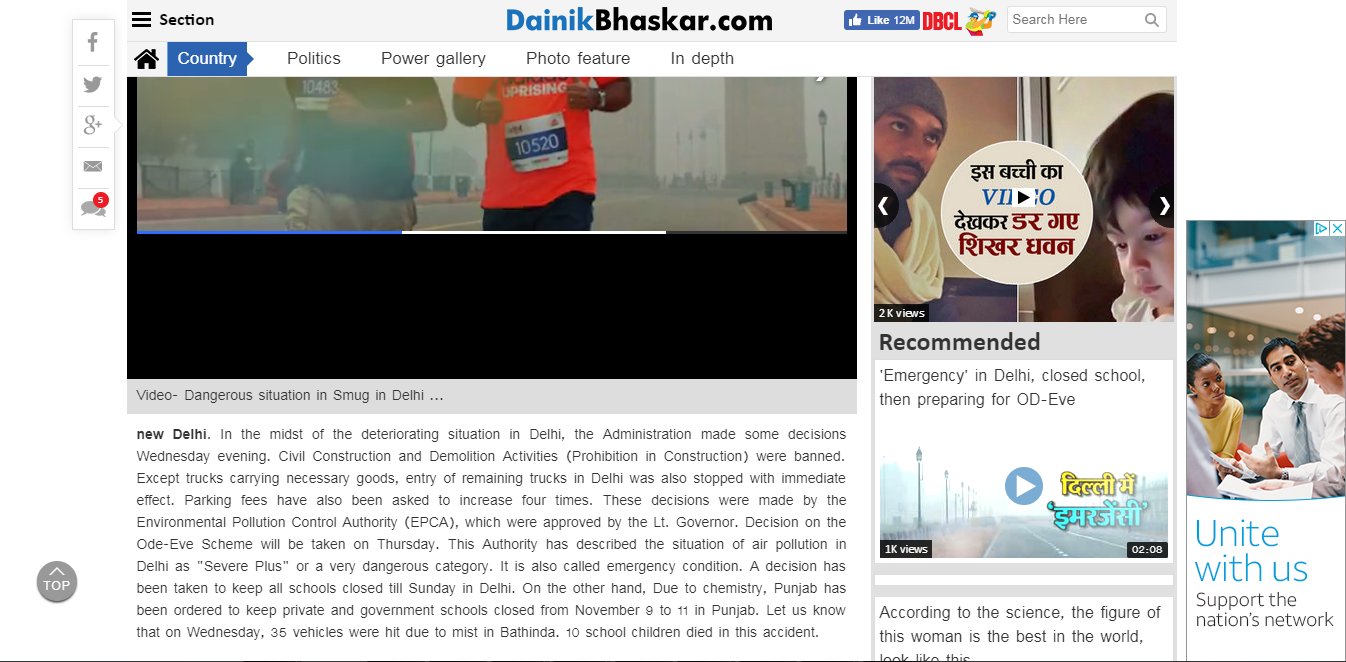 Section
DainikBhaskar.com
Like 12M
DBCL
Search Here
Country
Politics
Power gallery
Photo feature
In depth
5
10483
UPRISING
10520
इस बच्ची का
VIDEO
देखकर डर गए
शिखर धवन
2K views
Recommended
'Emergency' in Delhi, closed school,
then preparing for OD-Eve
दिल्ली में
'इमरजेंसी'
1K views
02:08
According to the science, the figure of
this woman is the best in the world,
look like this
Video- Dangerous situation in Smug in Delhi ...
new Delhi. In the midst of the deteriorating situation in Delhi, the Administration made some decisions
Wednesday evening. Civil Construction and Demolition Activities (Prohibition in Construction) were banned.
Except trucks carrying necessary goods, entry of remaining trucks in Delhi was also stopped with immediate
effect. Parking fees have also been asked to increase four times. These decisions were made by the
Environmental Pollution Control Authority (EPCA), which were approved by the Lt. Governor. Decision on the
Ode-Eve Scheme will be taken on Thursday. This Authority has described the situation of air pollution in
Delhi as "Severe Plus" or a very dangerous category. It is also called emergency condition. A decision has
been taken to keep all schools closed till Sunday in Delhi. On the other hand, Due to chemistry, Punjab has
been ordered to keep private and government schools closed from November 9 to 11 in Punjab. Let us know
that on Wednesday, 35 vehicles were hit due to mist in Bathinda. 10 school children died in this accident.
TOP
Unite
with us
Support the
nation's network